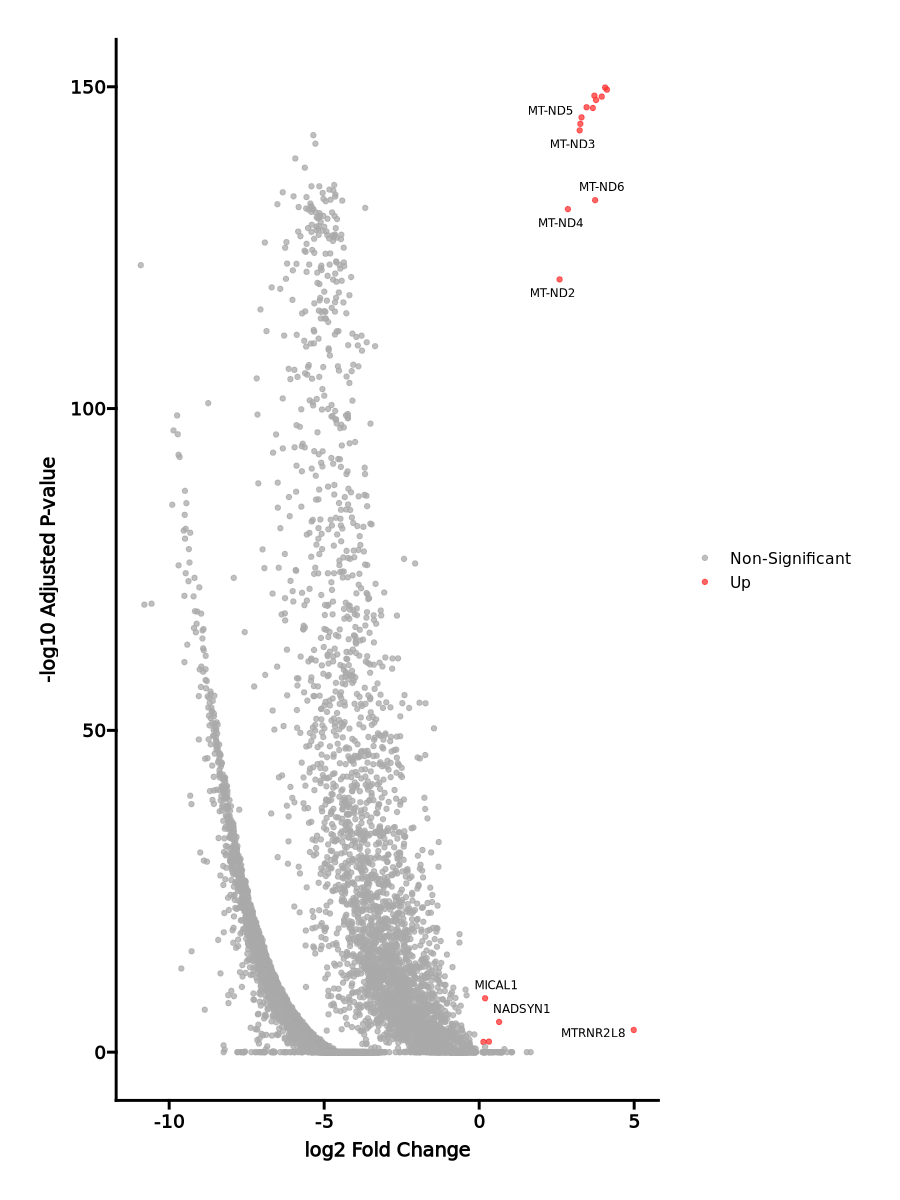 150
MT-ND5
MT-ND3
MT-ND6
MT-ND4
MT-ND2
100
-log10 Adjusted P-value
Non-Significant
Up
50
MICAL1
NADSYN1
MTRNR2L8
0
-10
-5
0
5
log2 Fold Change